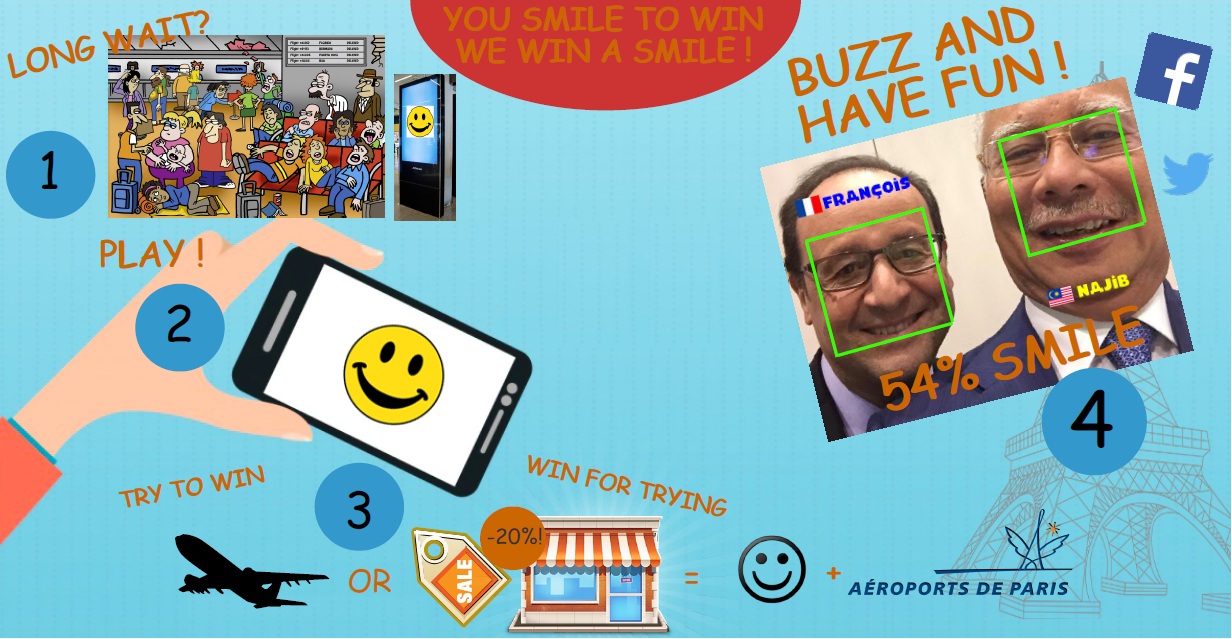 YOU SMILE TO WIN
WE WIN A SMILE !
LONG WAIT?
1
PLAY !
2
TRY TO WIN
3
OR
SALE
-20%!
WIN FOR TRYING
=
+
AÉROPORTS DE PARIS
BUZZ AND
HAVE FUN !
f
FRANÇOIS
NAJIB
54% SMILE
4